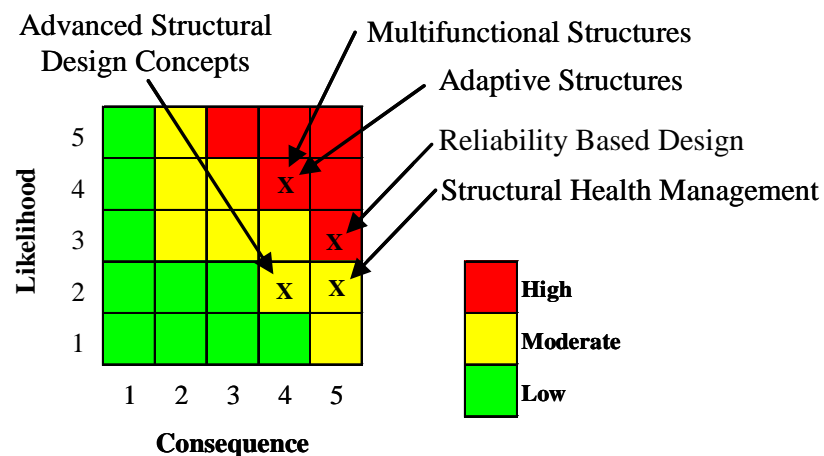 Advanced Structural
Design Concepts
Multifunctional Structures
Adaptive Structures
Reliability Based Design
Structural Health Management
Likelihood
5
4
3
2
1
X
X
X
X
1 2 3 4 5
Consequence
High
Moderate
Low